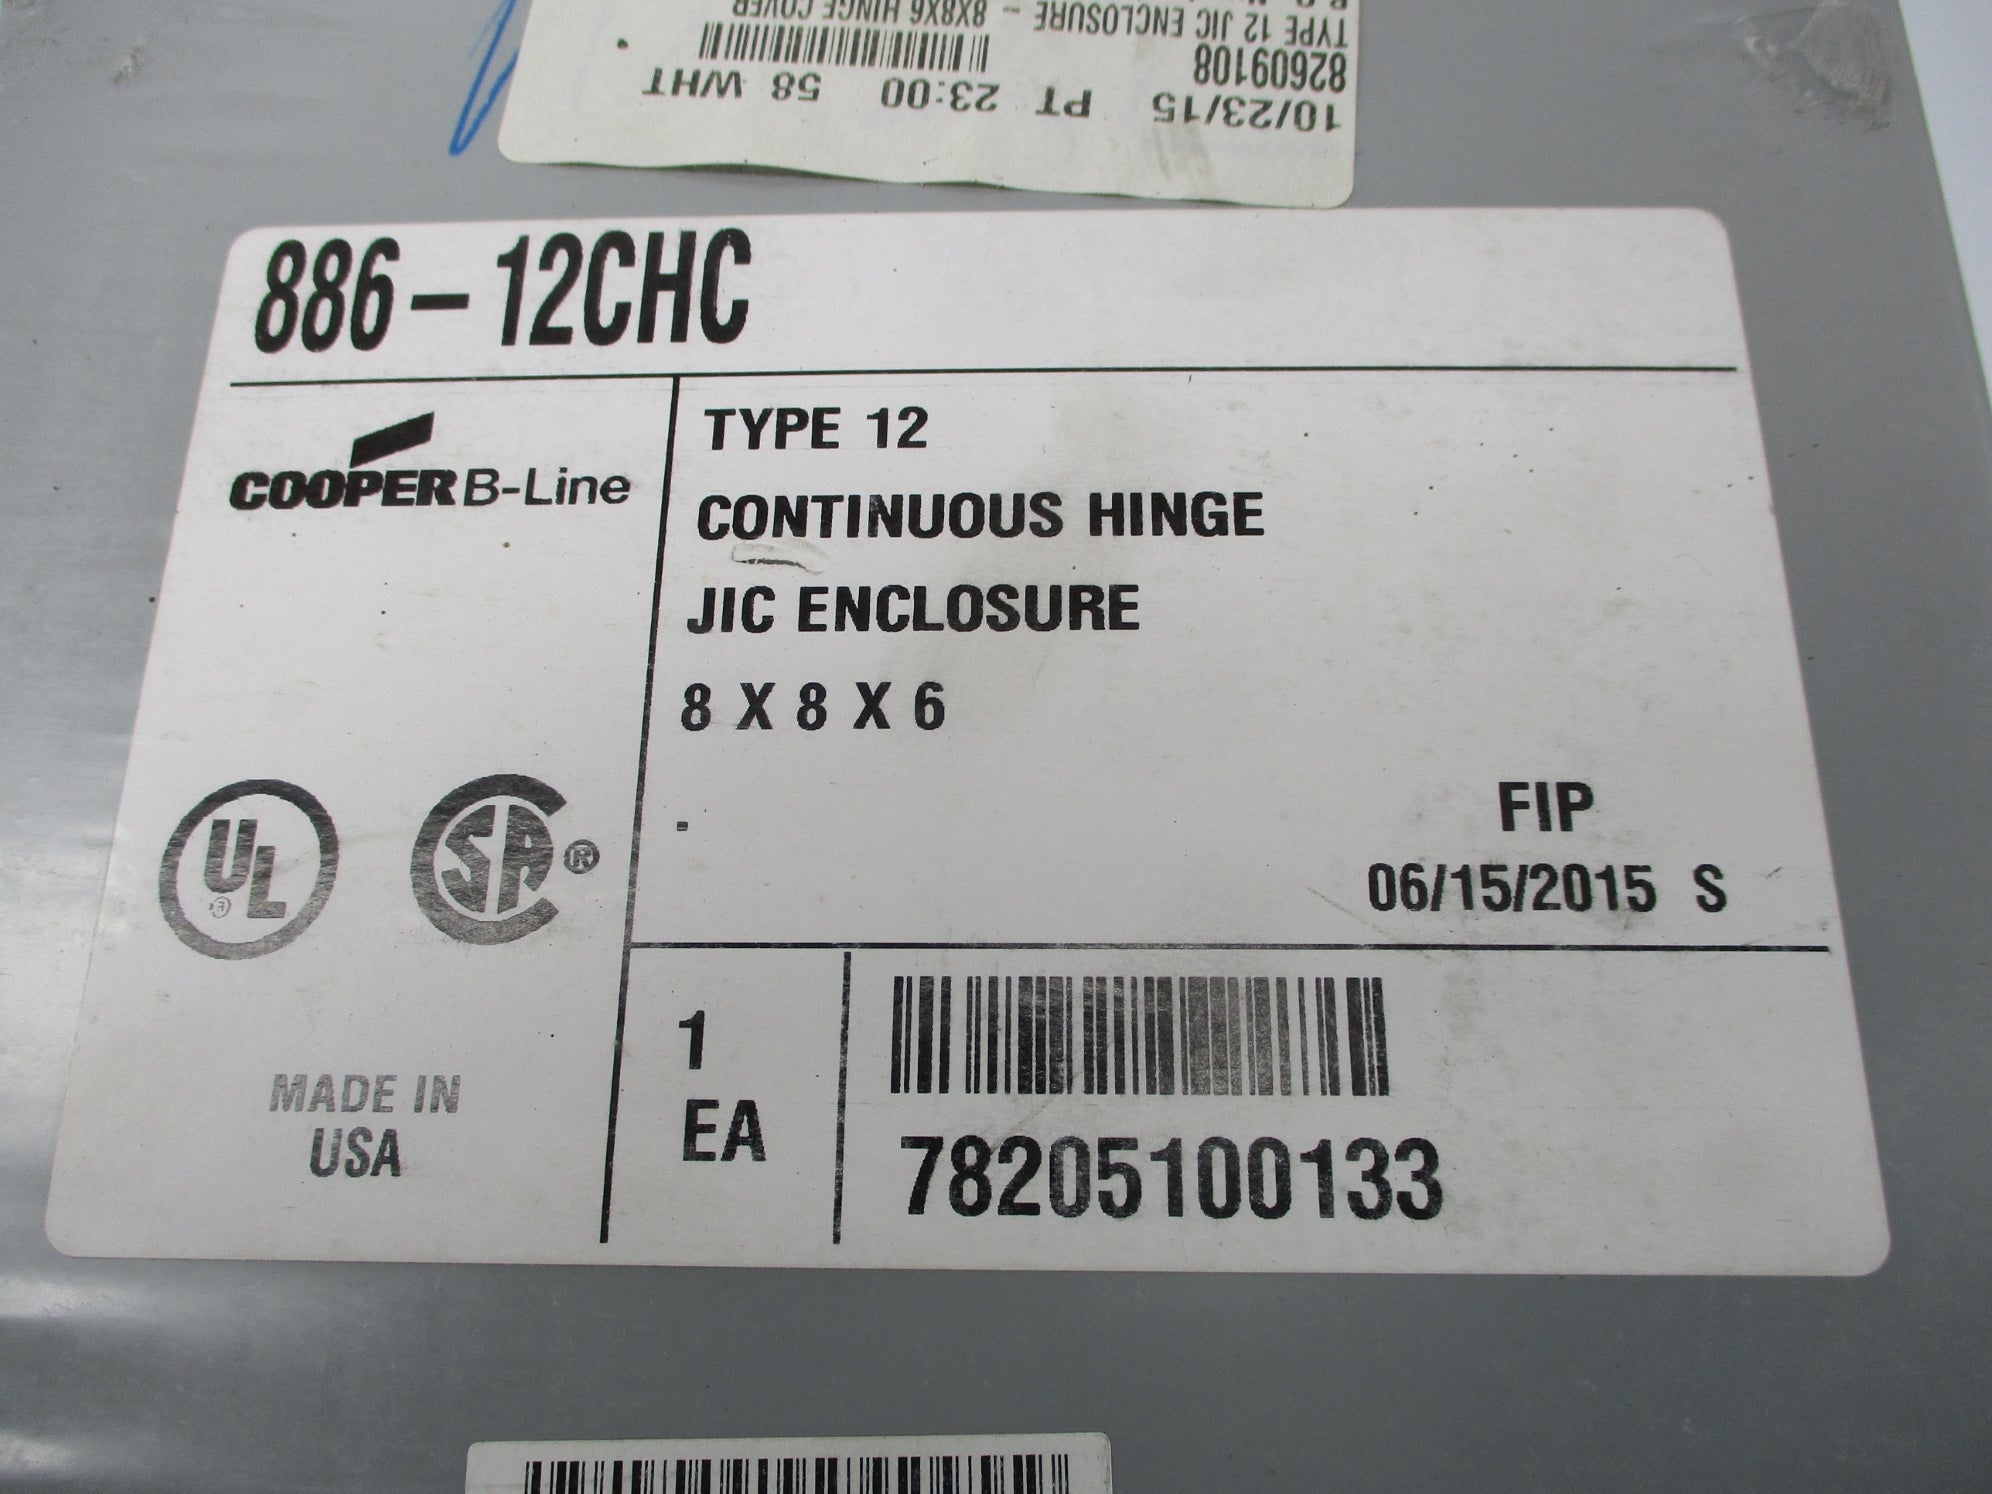 10/23/15 PT 23:00 58 WHT
82609108
TYPE 12 JIC ENCLOSURE - 8X8X6 HINGE COVER
886-12CHC
COOPER B-Line
TYPE 12
CONTINUOUS HINGE
JIC ENCLOSURE
8 X 8 X 6
UL ®
CSA ®
FIP
06/15/2015 S
MADE IN
USA
1
EA
78205100133